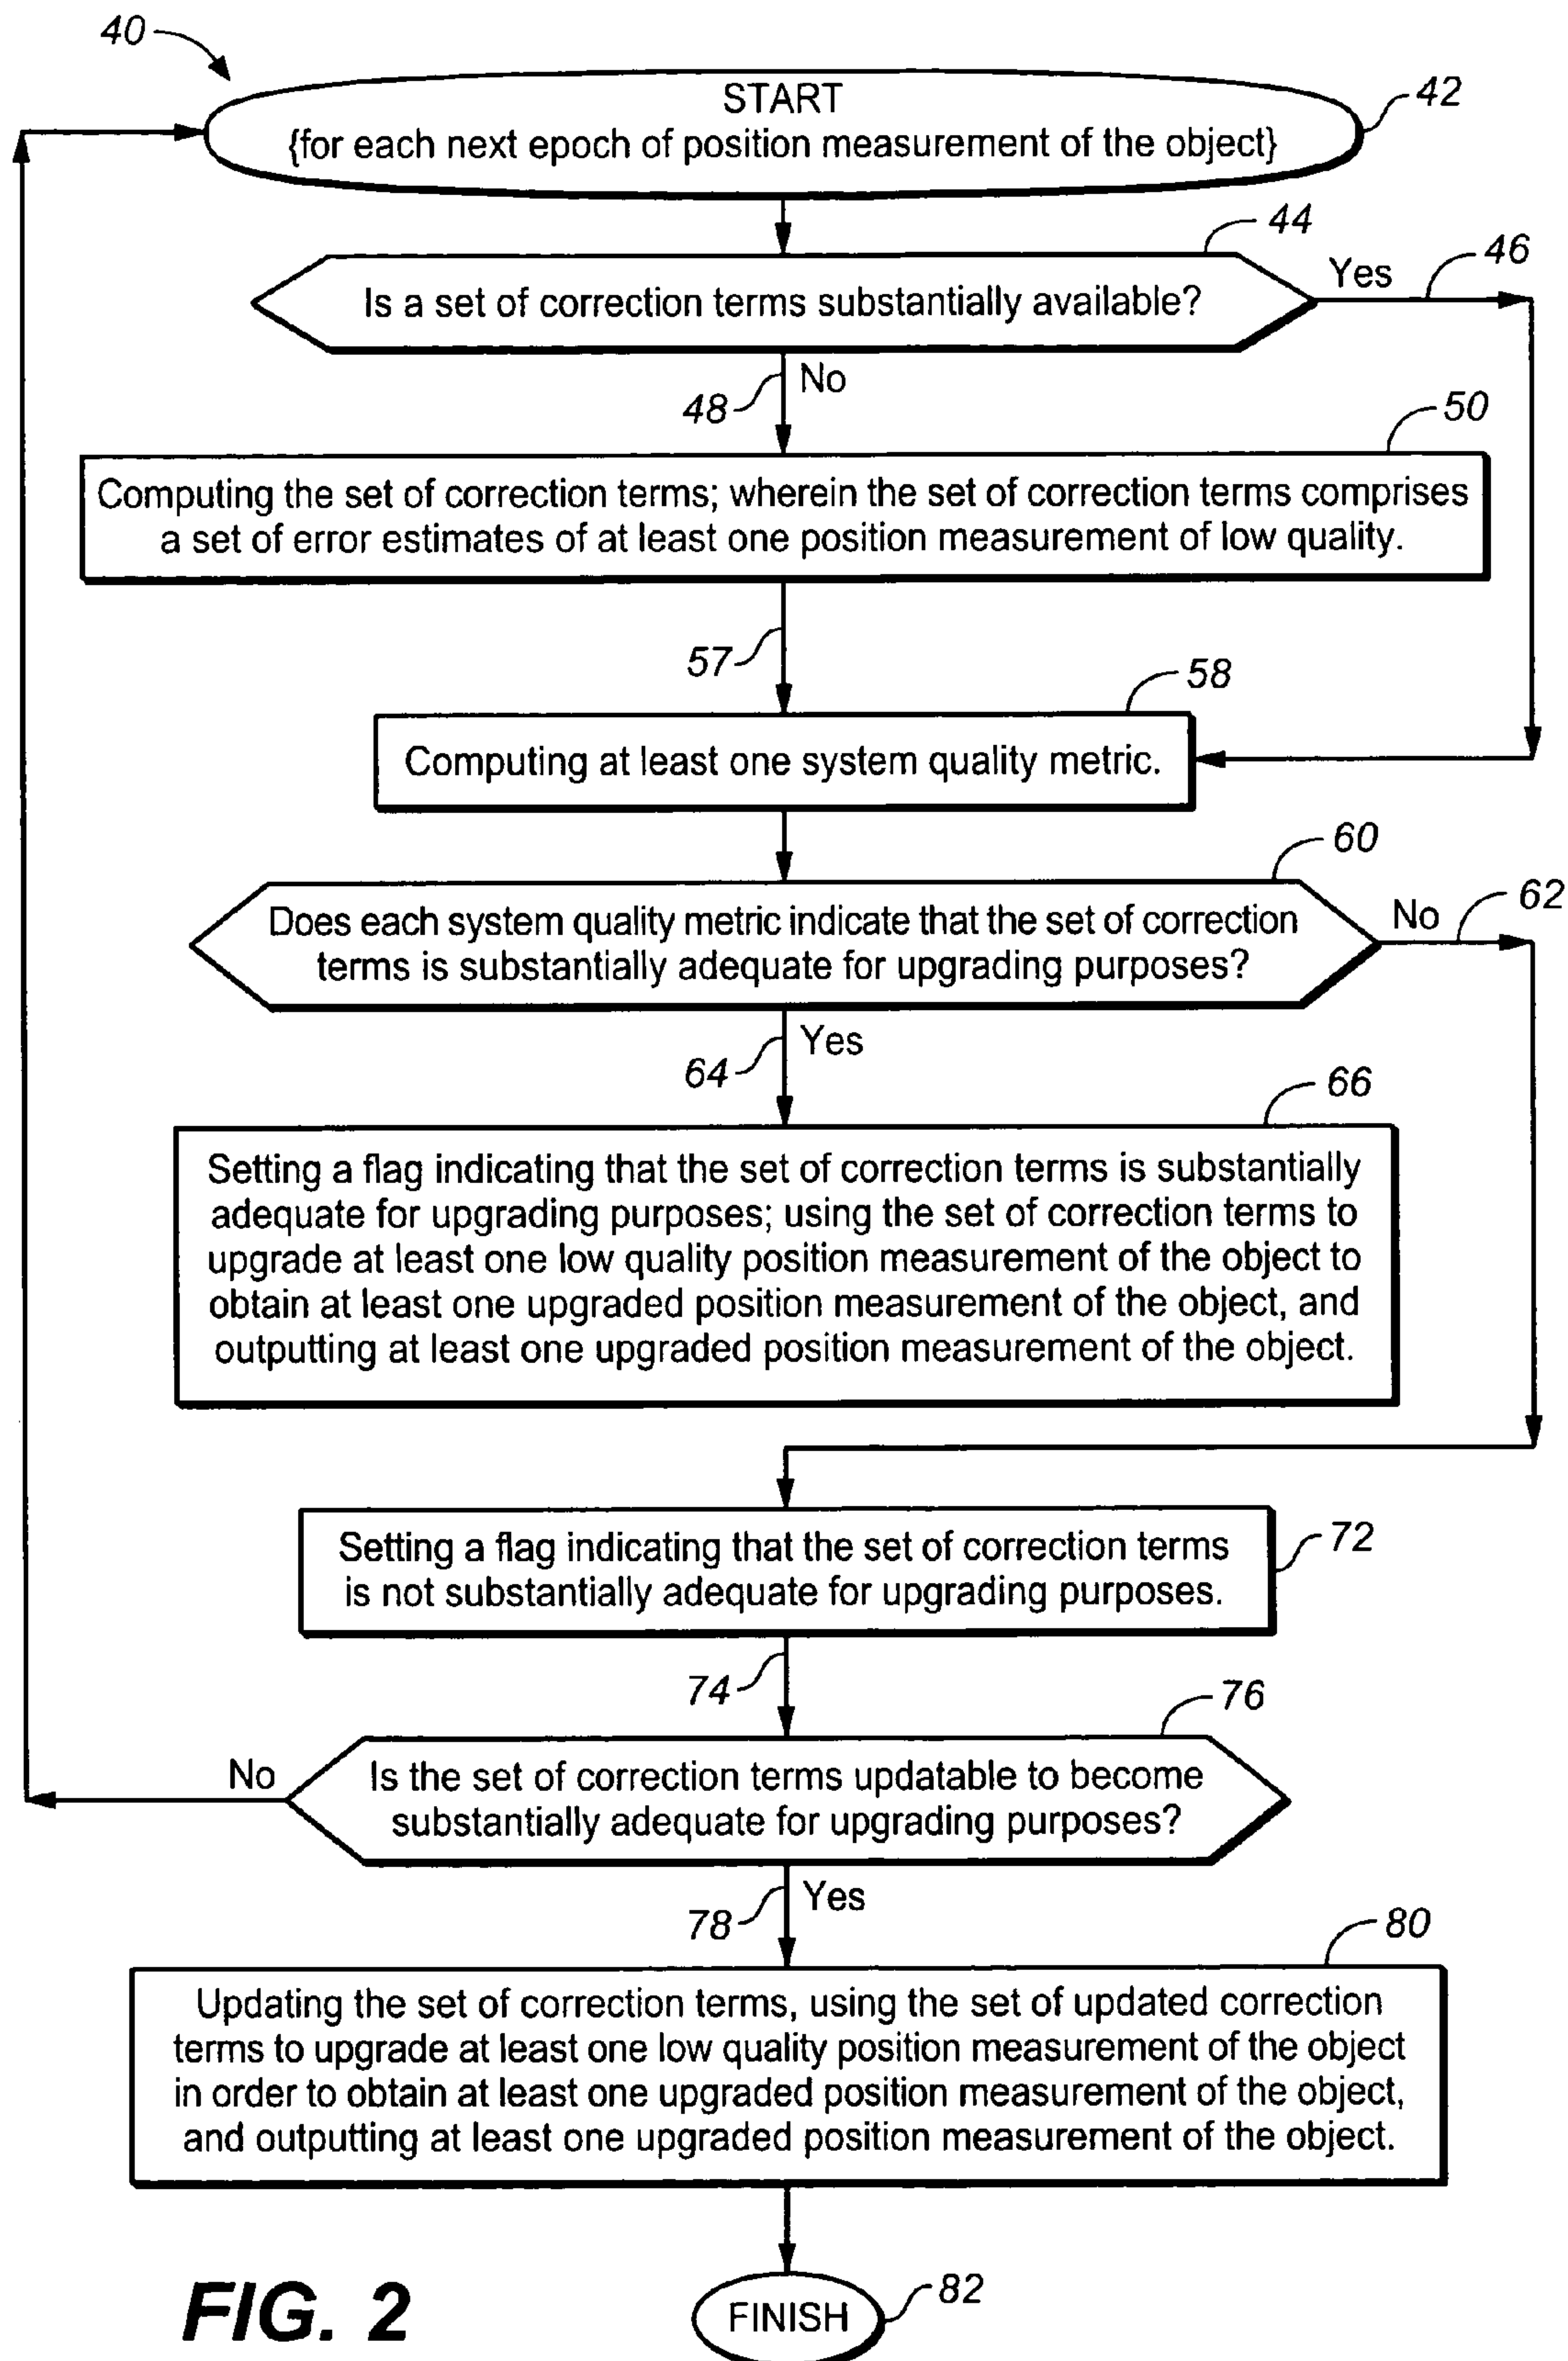 40
START
{for each next epoch of position measurement of the object}
42
44
Is a set of correction terms substantially available?
Yes
46
No
48
50
Computing the set of correction terms; wherein the set of correction terms comprises
a set of error estimates of at least one position measurement of low quality.
57
58
Computing at least one system quality metric.
60
Does each system quality metric indicate that the set of correction
terms is substantially adequate for upgrading purposes?
No
62
Yes
64
66
Setting a flag indicating that the set of correction terms is substantially
adequate for upgrading purposes; using the set of correction terms to
upgrade at least one low quality position measurement of the object to
obtain at least one upgraded position measurement of the object, and
outputting at least one upgraded position measurement of the object.
Setting a flag indicating that the set of correction terms
is not substantially adequate for upgrading purposes.
72
74
76
No
Is the set of correction terms updatable to become
substantially adequate for upgrading purposes?
Yes
78
80
Updating the set of correction terms, using the set of updated correction
terms to upgrade at least one low quality position measurement of the object
in order to obtain at least one upgraded position measurement of the object,
and outputting at least one upgraded position measurement of the object.
FINISH
82
FIG. 2